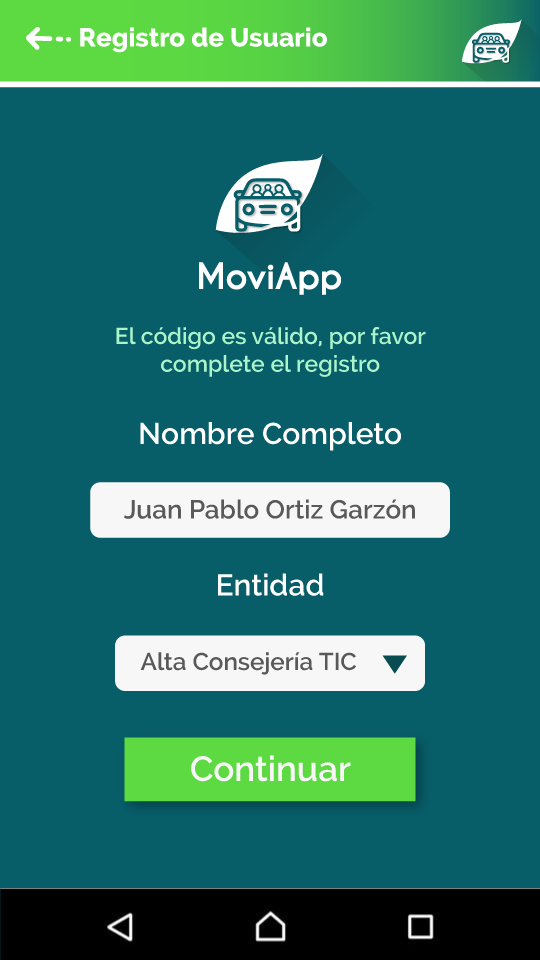 Registro de Usuario
MoviApp
El código es válido, por favor
complete el registro
Nombre Completo
Juan Pablo Ortiz Garzón
Entidad
Alta Consejería TIC
Continuar